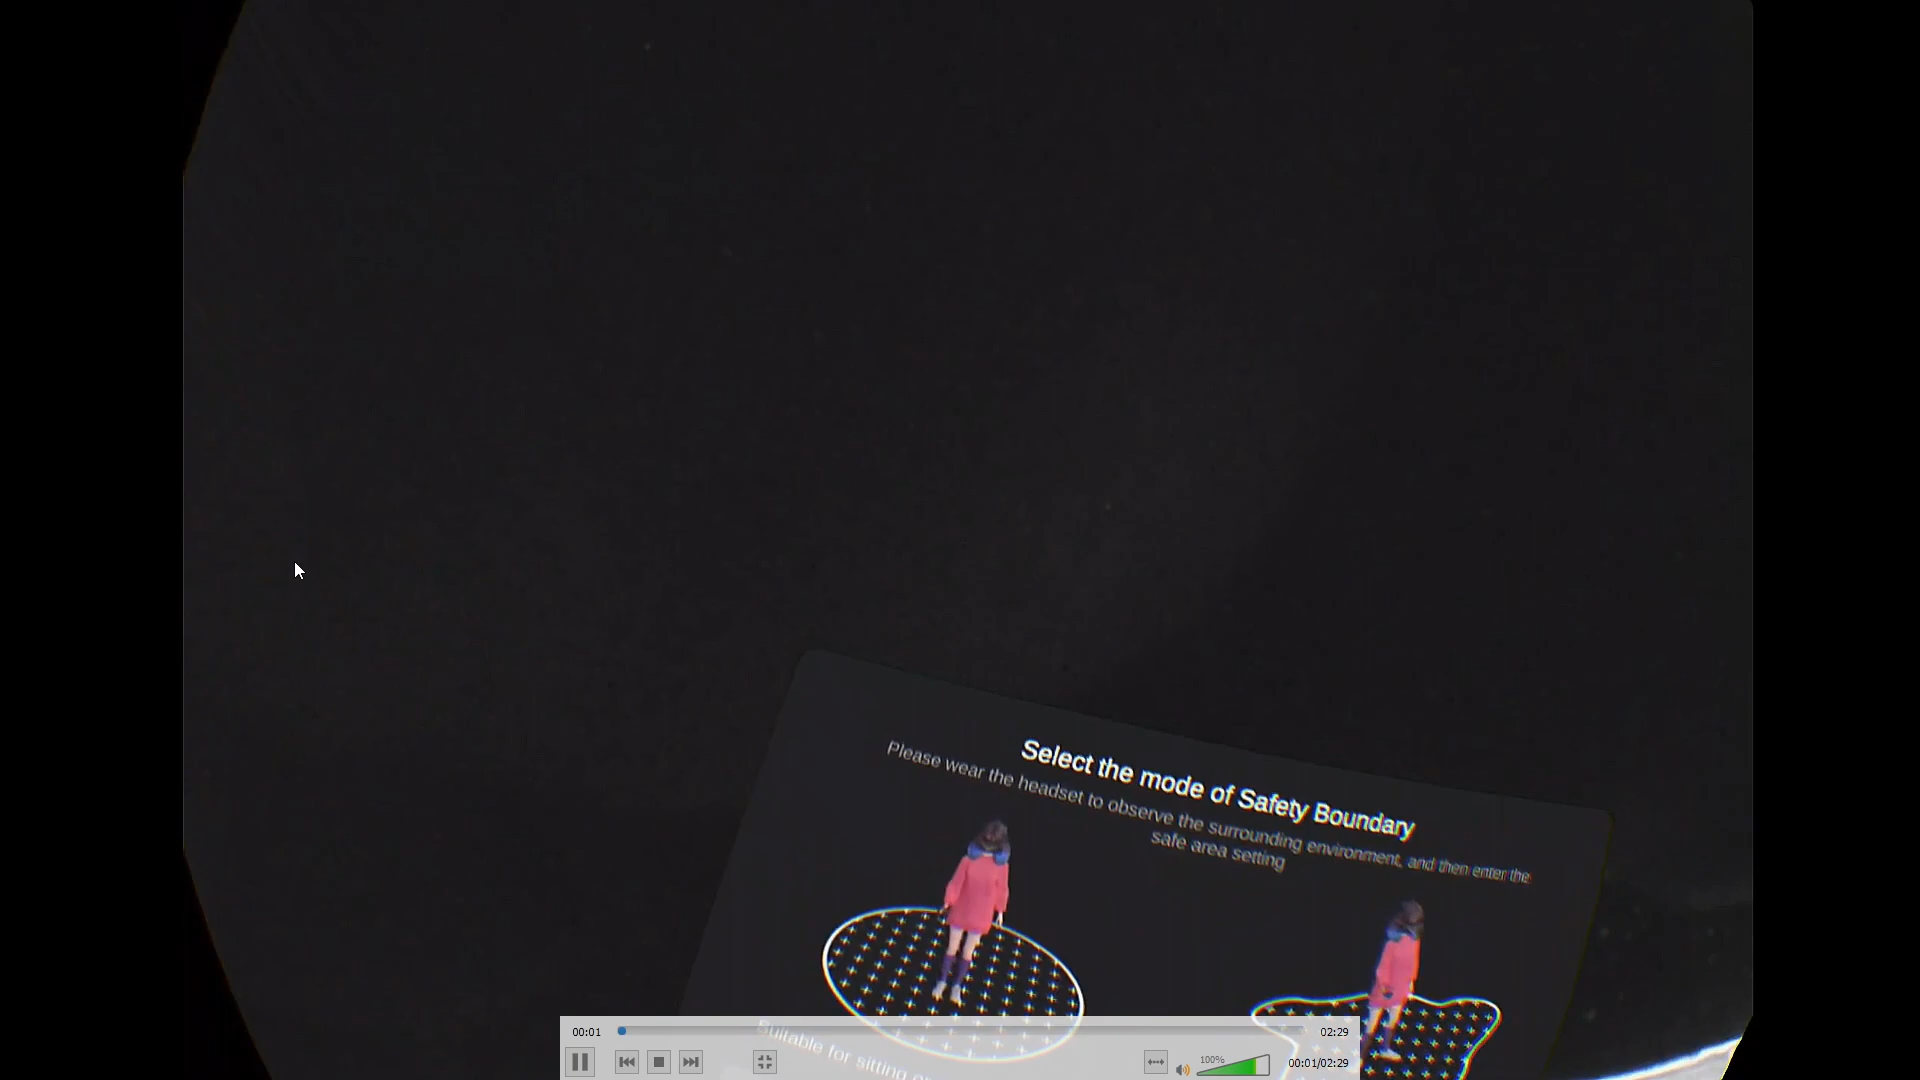 Select the mode of Safety Boundary
Please wear the headset to observe the surrounding environment, and then enter the
safe area setting
Suitable for sitting or
00:01
02:29
100%
00:01/02:29